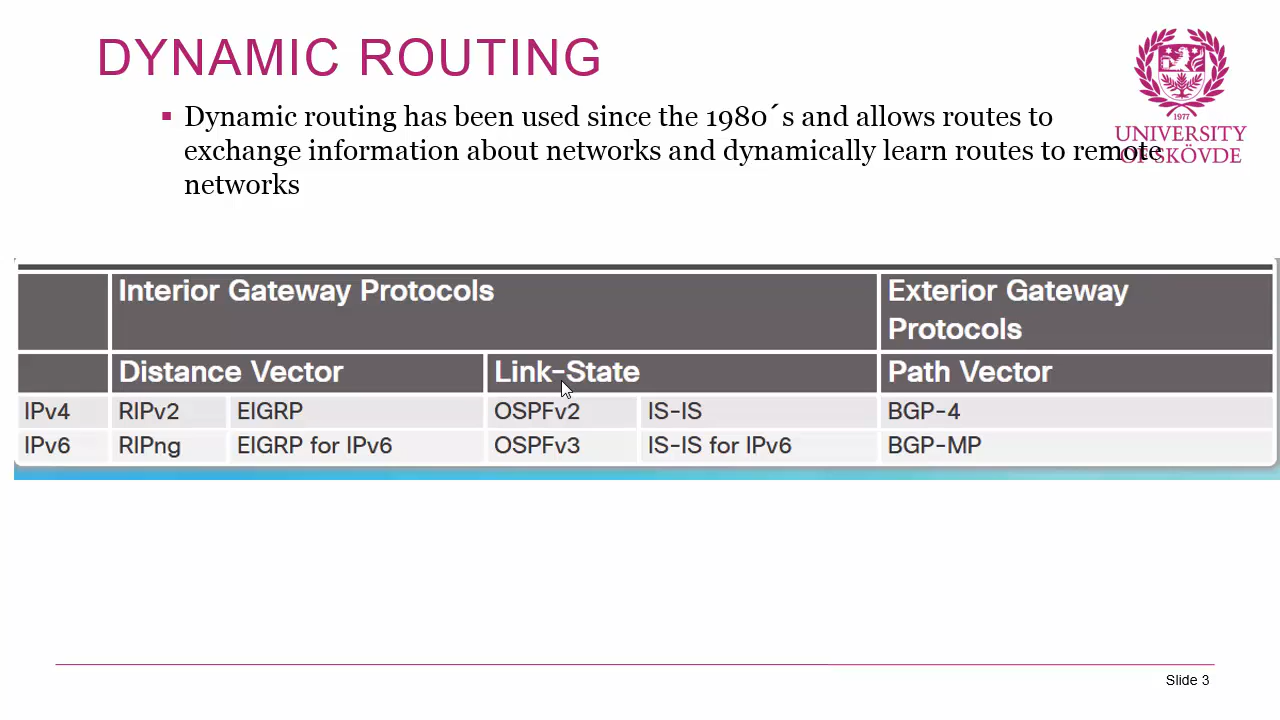 DYNAMIC ROUTING
1977
UNIVERSITY
OF SKÖVDE
▪ Dynamic routing has been used since the 1980´s and allows routes to
exchange information about networks and dynamically learn routes to remote
networks
Interior Gateway Protocols Exterior Gateway
Protocols
Distance Vector Link-State Path Vector
IPv4 RIPv2 EIGRP OSPFv2 IS-IS BGP-4
IPv6 RIPng EIGRP for IPv6 OSPFv3 IS-IS for IPv6 BGP-MP
Slide 3